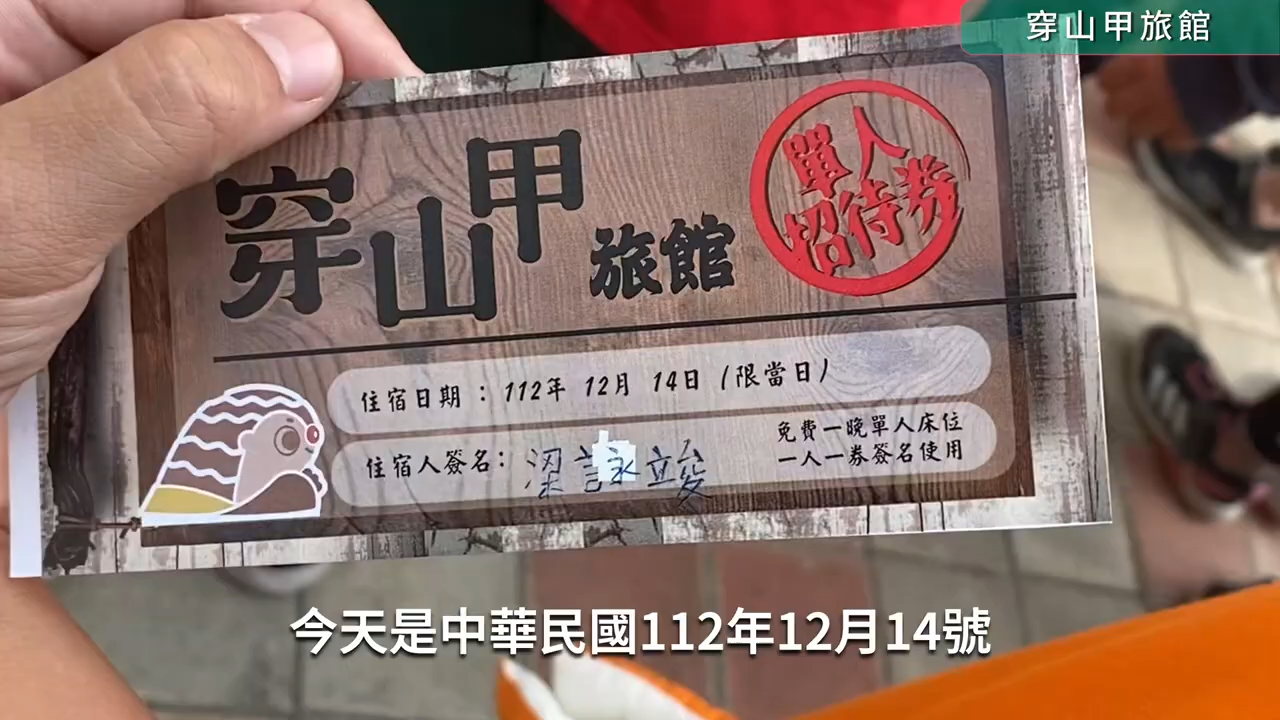 穿山甲旅館
穿山甲旅館
單人
招待券
住宿日期：112年 12月 14日（限當日）
住宿人簽名：梁詠竣
免費一晚單人床位
一人一券簽名使用
今天是中華民國112年12月14號